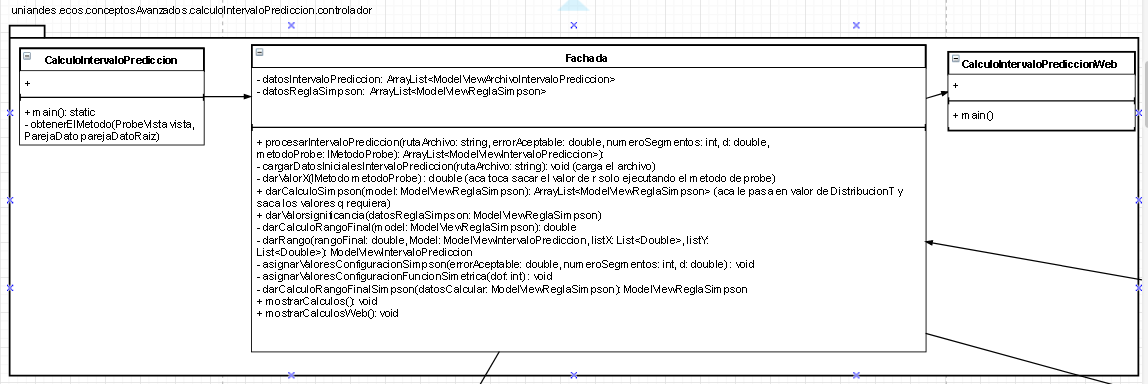 uniandes.ecos.conceptosAvanzados.calculoIntervaloPrediccion.controlador
CalculoIntervaloPrediccion
+
+ main(): static
- obtenerElMetodo(ProbeVista vista,
ParejaDato parejaDatoRaiz)
Fachada
- datosIntervaloPrediccion: ArrayList<ModelViewArchivoIntervaloPrediccion>
- datosReglaSimpson: ArrayList<ModelViewReglaSimpson>
+ procesarIntervaloPrediccion(rutaArchivo: string, errorAceptable: double, numeroSegmentos: int, d: double,
metodoProbe: IMetodoProbe): ArrayList<ModelViewIntervaloPrediccion>):
- cargarDatosInicialesIntervaloPrediccion(rutaArchivo: string): void (carga el archivo)
- darValorX(IMetodo metodoProbe) : double (aca toca sacar el valor de r solo ejecutando el metodo de probe)
+ darCalculoSimpson(model: ModelViewReglaSimpson): ArrayList<ModelViewReglaSimpson> (aca le pasa en valor de DistribucionT y
saca los valores q requiera)
+ darValorsignificancia(datosReglaSimpson: ModelViewReglaSimpson)
- darCalculoRangoFinal(model: ModelViewReglaSimpson): double
- darRango(rangoFinal: double, Model: ModelViewIntervaloPrediccion, listX: List<Double>, listY:
List<Double>): ModelViewIntervaloPrediccion
- asignarValoresConfiguracionSimpson(errorAceptable: double, numeroSegmentos: int, d: double) : void
- asignarValoresConfiguracionFuncionSimetrica(dof: int) : void
- darCalculoRangoFinalSimpson(datosCalcular: ModelViewReglaSimpson): ModelViewReglaSimpson
+ mostrarCalculos(): void
+ mostrarCalculosWeb(): void
CalculoIntervaloPrediccionWeb
+
+ main()